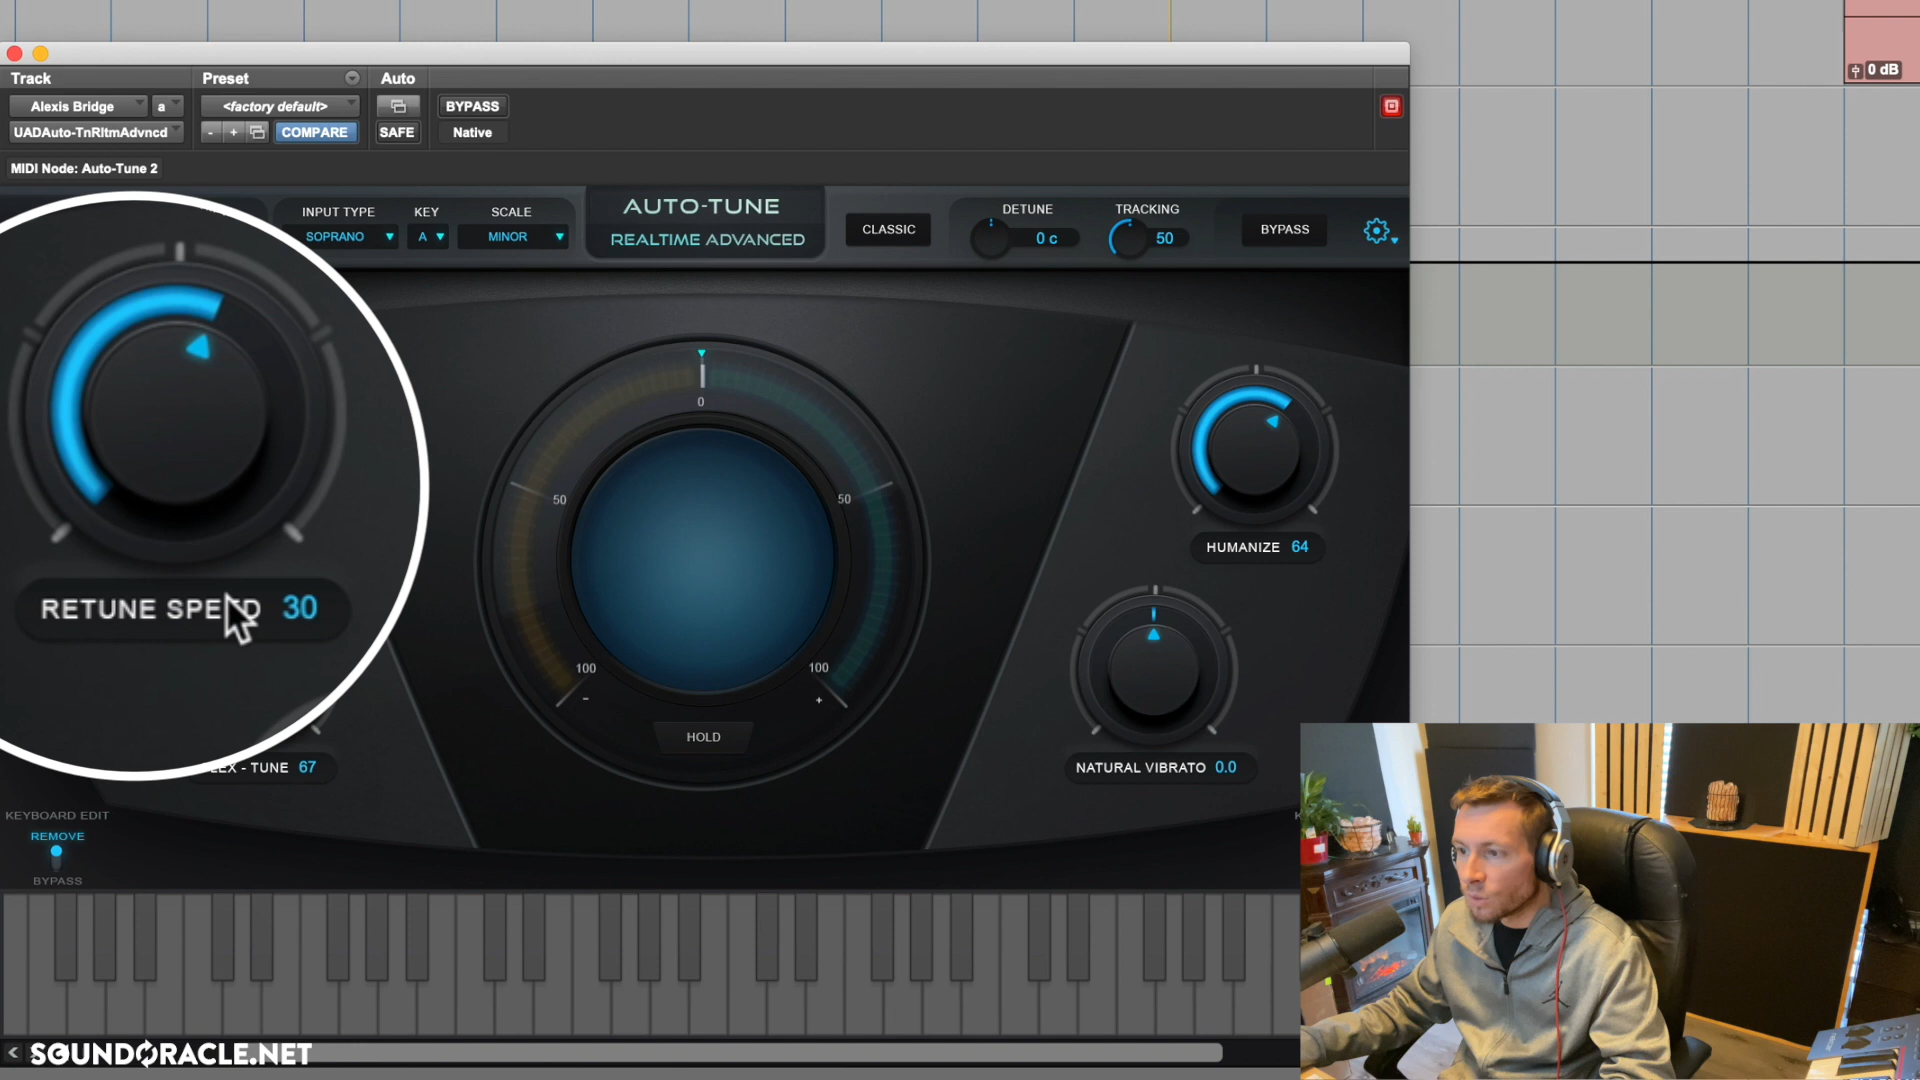 Track
Preset
Auto
Alexis Bridge
a
<factory default>
BYPASS
UADAuto-TnRltmAdvncd
-
+
COMPARE
SAFE
Native
MIDI Node: Auto-Tune 2
0 dB
INPUT TYPE
KEY
SCALE
SOPRANO
A
MINOR
AUTO-TUNE
REALTIME ADVANCED
CLASSIC
DETUNE
0 c
TRACKING
50
BYPASS
0
50
50
100
100
-
+
HOLD
RETUNE SPEED 30
HUMANIZE 64
LEX - TUNE 67
NATURAL VIBRATO 0.0
KEYBOARD EDIT
REMOVE
BYPASS
SOUNDORACLE.NET